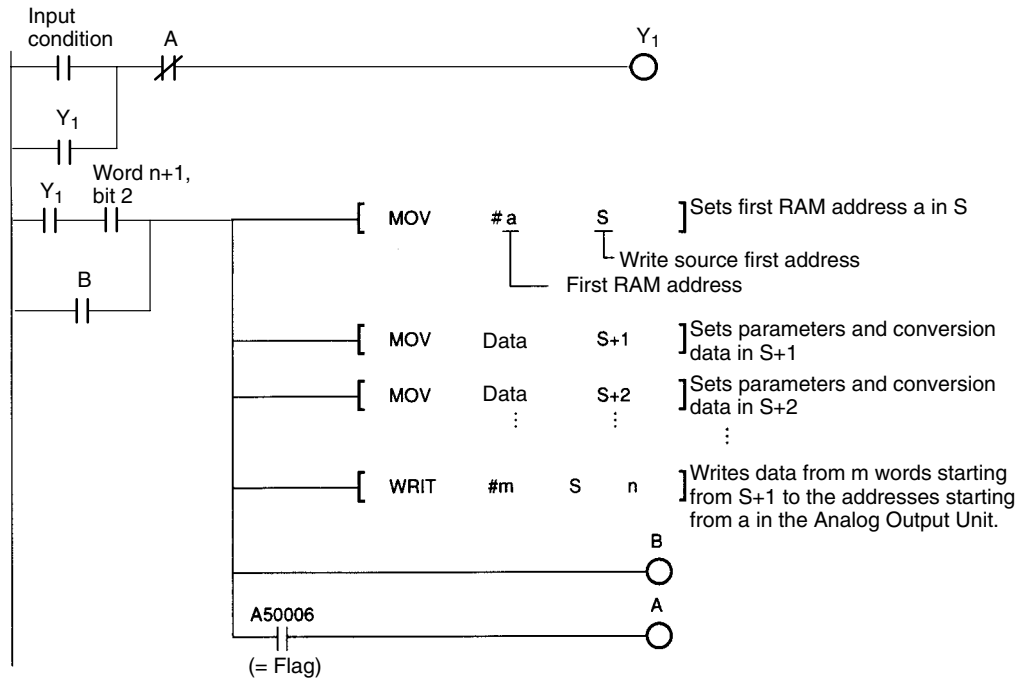 Input
condition
A
Y1
Y1
Y1
Word n+1,
bit 2
B
MOV #a S
Sets first RAM address a in S
Write source first address
First RAM address
MOV Data S+1
Sets parameters and conversion
data in S+1
MOV Data S+2
Sets parameters and conversion
data in S+2
⋮ ⋮ ⋮
WRIT #m S n
Writes data from m words starting
from S+1 to the addresses starting
from a in the Analog Output Unit.
B
A50006
A
(= Flag)